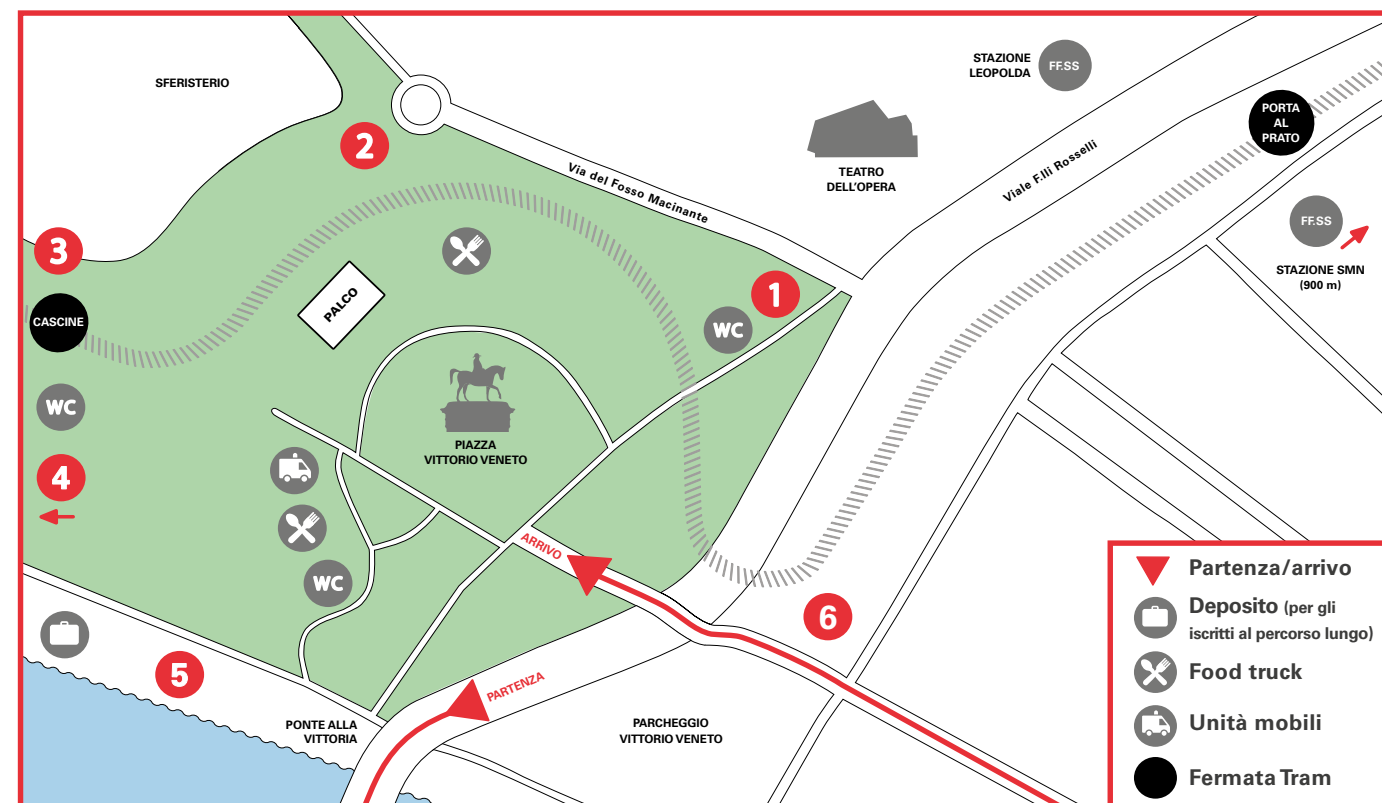 SFERISTERIO
STAZIONE
LEOPOLDA
FF.SS
PORTA
AL
PRATO
TEATRO
DELL'OPERA
Via del Fosso Macinante
Viale F.lli Rosselli
2
3
CASCINE
PALCO
1
WC
FF.SS
STAZIONE SMN
(900 m)
WC
PIAZZA
VITTORIO VENETO
4
WC
ARRIVO
6
5
PARTENZA
PONTE ALLA
VITTORIA
PARCHEGGIO
VITTORIO VENETO
Partenza/arrivo
Deposito (per gli
iscritti al percorso lungo)
Food truck
Unità mobili
Fermata Tram